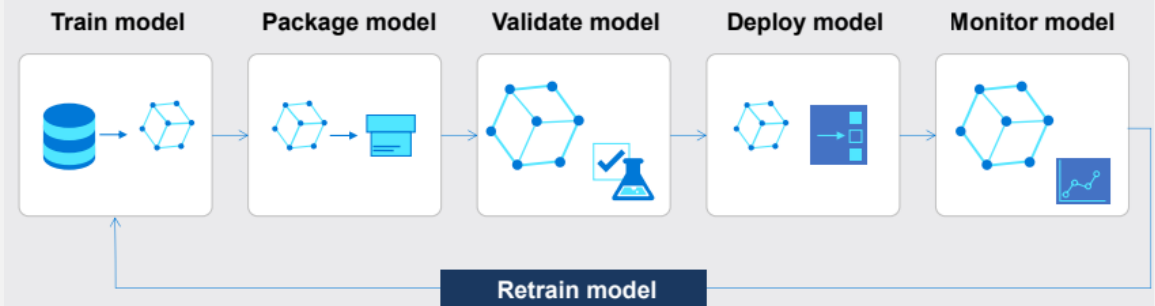 Train model
Package model
Validate model
Deploy model
Monitor model
Retrain model